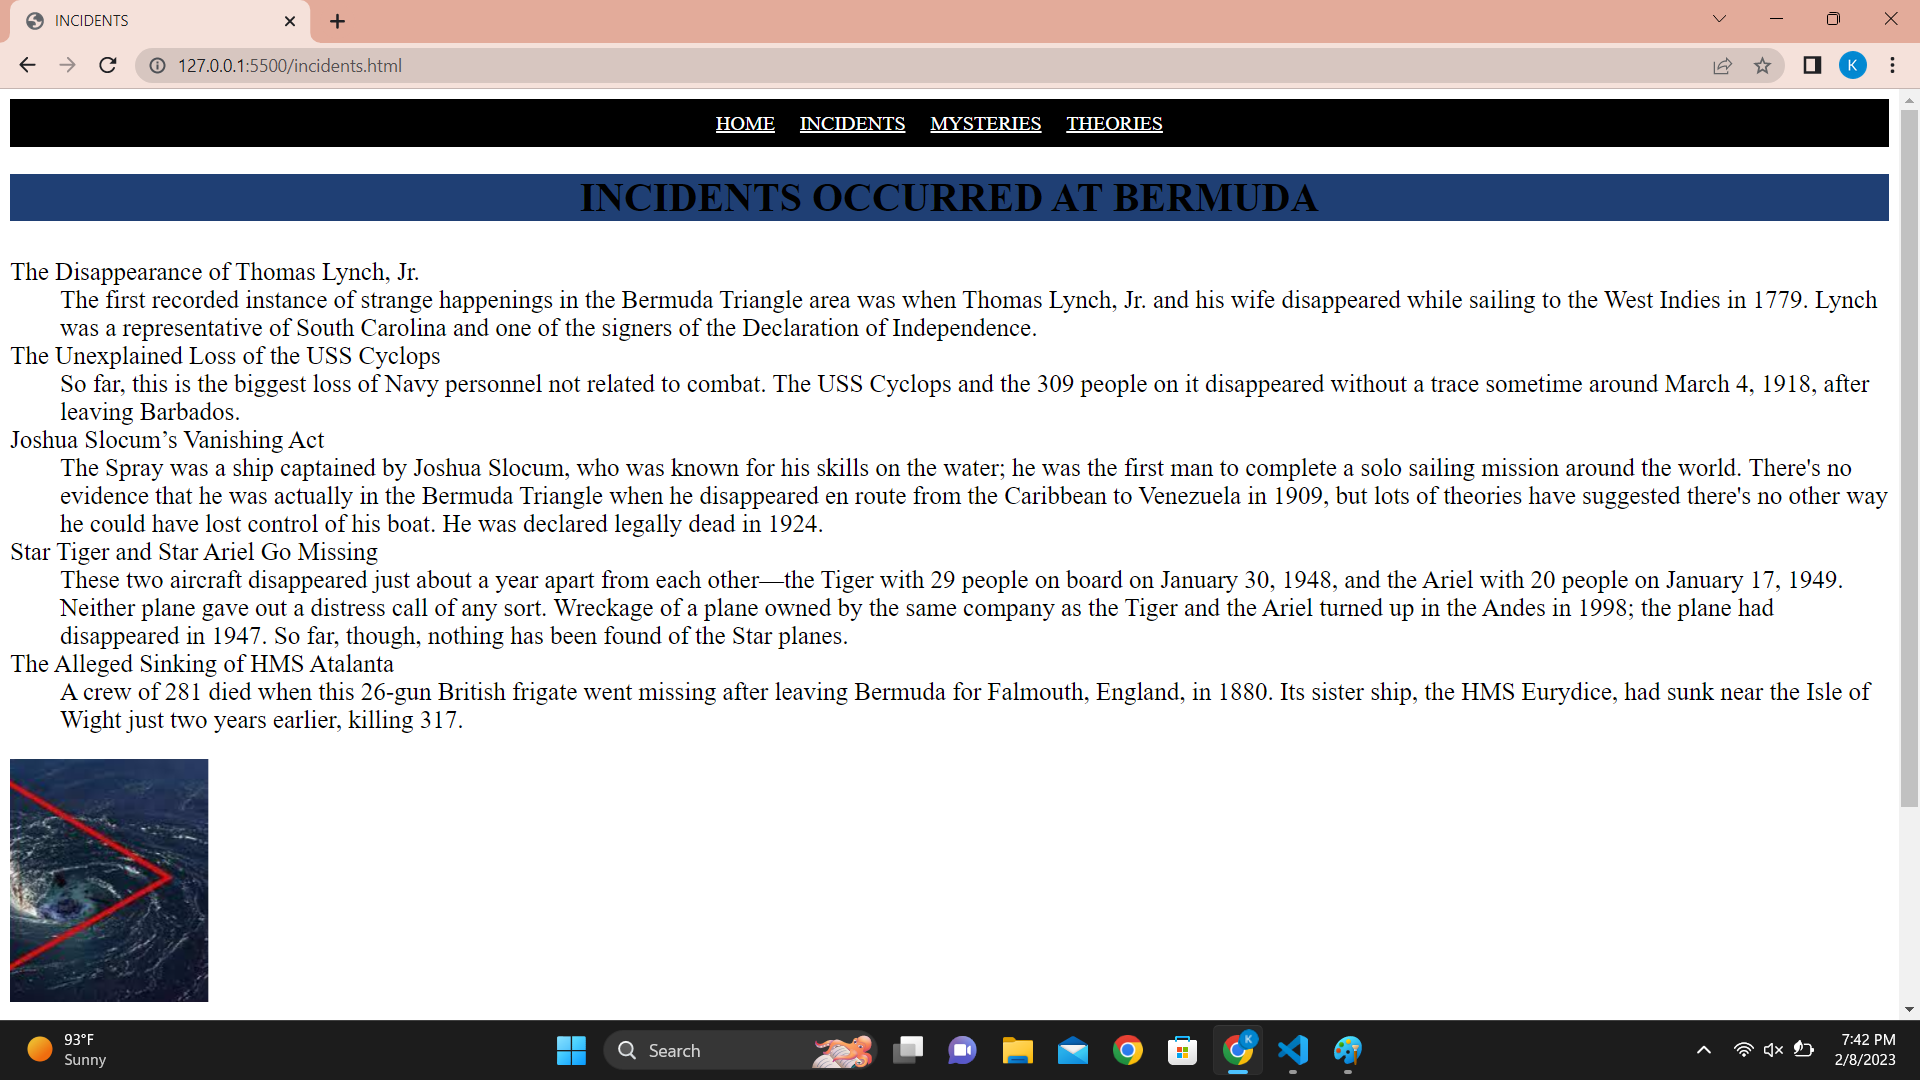 INCIDENTS
127.0.0.1:5500/incidents.html
K
HOME INCIDENTS MYSTERIES THEORIES
INCIDENTS OCCURRED AT BERMUDA
The Disappearance of Thomas Lynch, Jr.
The first recorded instance of strange happenings in the Bermuda Triangle area was when Thomas Lynch, Jr. and his wife disappeared while sailing to the West Indies in 1779. Lynch
was a representative of South Carolina and one of the signers of the Declaration of Independence.
The Unexplained Loss of the USS Cyclops
So far, this is the biggest loss of Navy personnel not related to combat. The USS Cyclops and the 309 people on it disappeared without a trace sometime around March 4, 1918, after
leaving Barbados.
Joshua Slocum’s Vanishing Act
The Spray was a ship captained by Joshua Slocum, who was known for his skills on the water; he was the first man to complete a solo sailing mission around the world. There's no
evidence that he was actually in the Bermuda Triangle when he disappeared en route from the Caribbean to Venezuela in 1909, but lots of theories have suggested there's no other way
he could have lost control of his boat. He was declared legally dead in 1924.
Star Tiger and Star Ariel Go Missing
These two aircraft disappeared just about a year apart from each other—the Tiger with 29 people on board on January 30, 1948, and the Ariel with 20 people on January 17, 1949.
Neither plane gave out a distress call of any sort. Wreckage of a plane owned by the same company as the Tiger and the Ariel turned up in the Andes in 1998; the plane had
disappeared in 1947. So far, though, nothing has been found of the Star planes.
The Alleged Sinking of HMS Atalanta
A crew of 281 died when this 26-gun British frigate went missing after leaving Bermuda for Falmouth, England, in 1880. Its sister ship, the HMS Eurydice, had sunk near the Isle of
Wight just two years earlier, killing 317.
93°F
Sunny
Search
K
7:42 PM
2/8/2023